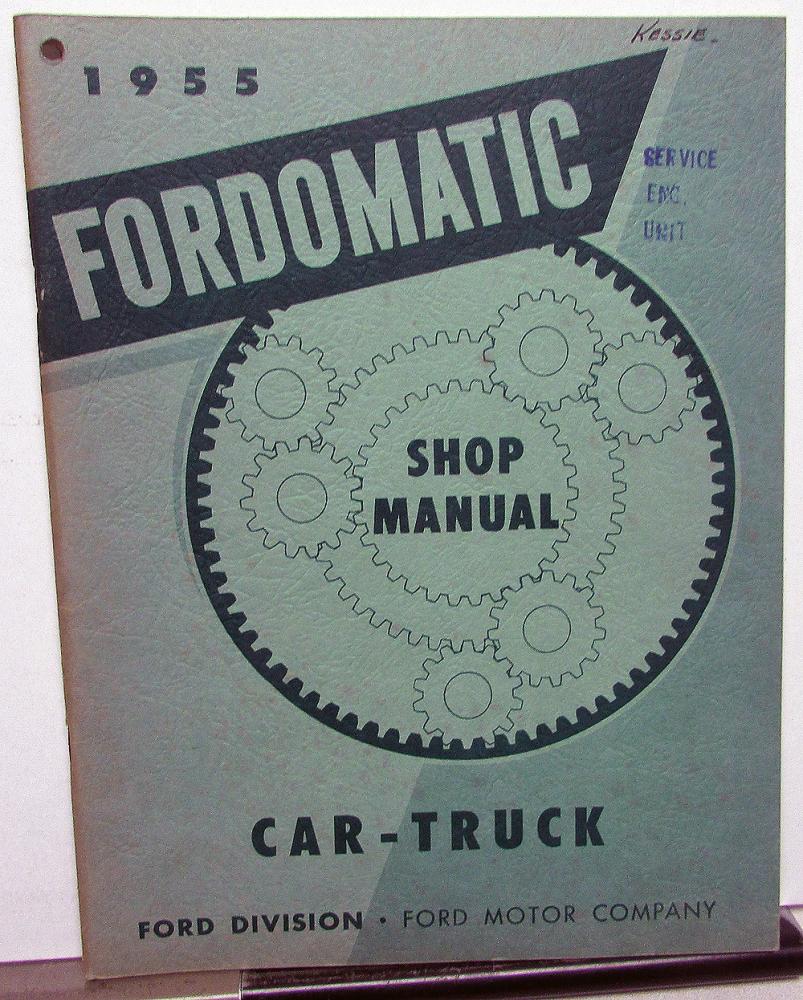 Kessie.
1955
FORDOMATIC
SERVICE
ENG.
UNIT
SHOP
MANUAL
CAR-TRUCK
FORD DIVISION • FORD MOTOR COMPANY